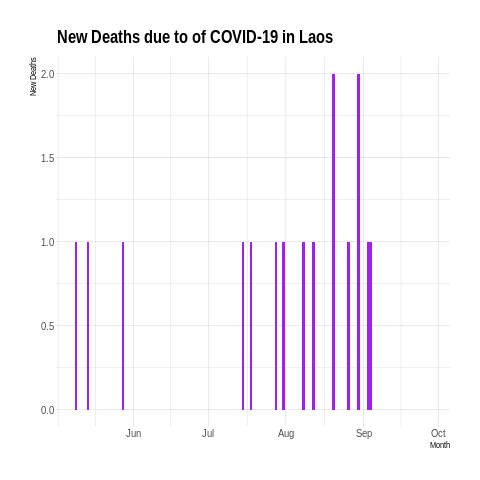 New Deaths due to of COVID-19 in Laos
New Deaths
2.0
1.5
1.0
0.5
0.0
Jun Jul Aug Sep Oct
Month